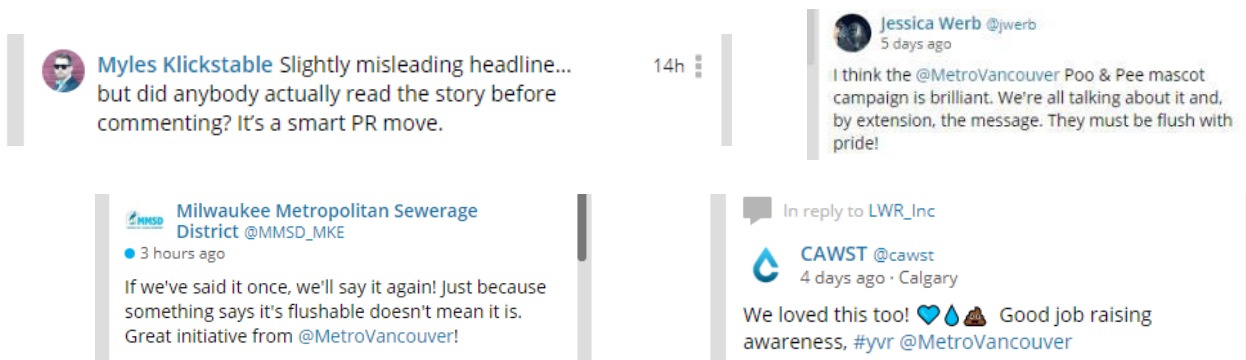 Myles Klickstable Slightly misleading headline...
but did anybody actually read the story before
commenting? It's a smart PR move.
14h
Jessica Werb @jwerb
5 days ago
I think the @MetroVancouver Poo & Pee mascot
campaign is brilliant. We're all talking about it and,
by extension, the message. They must be flush with
pride!
MMSD
Milwaukee Metropolitan Sewerage
District @MMSD_MKE
3 hours ago
If we've said it once, we'll say it again! Just because
something says it's flushable doesn't mean it is.
Great initiative from @MetroVancouver!
In reply to LWR_Inc
CAWST @cawst
4 days ago · Calgary
We loved this too! 💙💧💩 Good job raising
awareness, #yvr @MetroVancouver